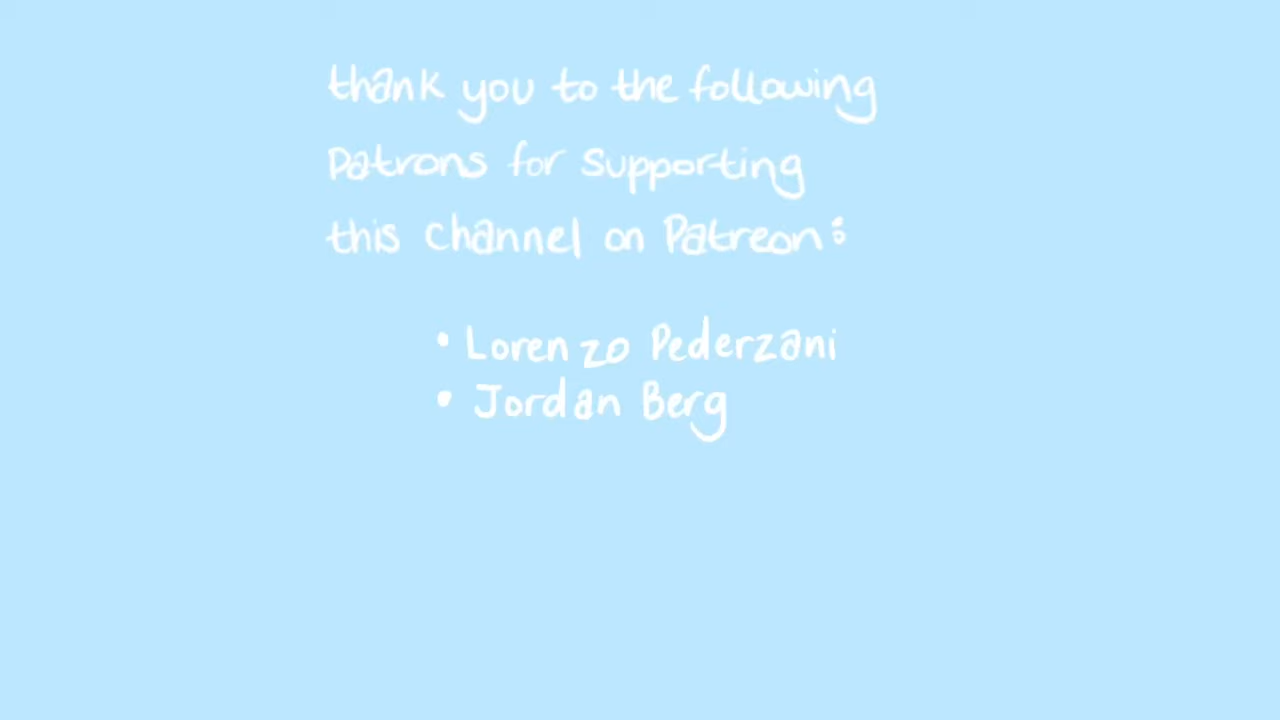 thank you to the following
Patrons for supporting
this channel on Patreon:
• Lorenzo Pederzani
• Jordan Berg